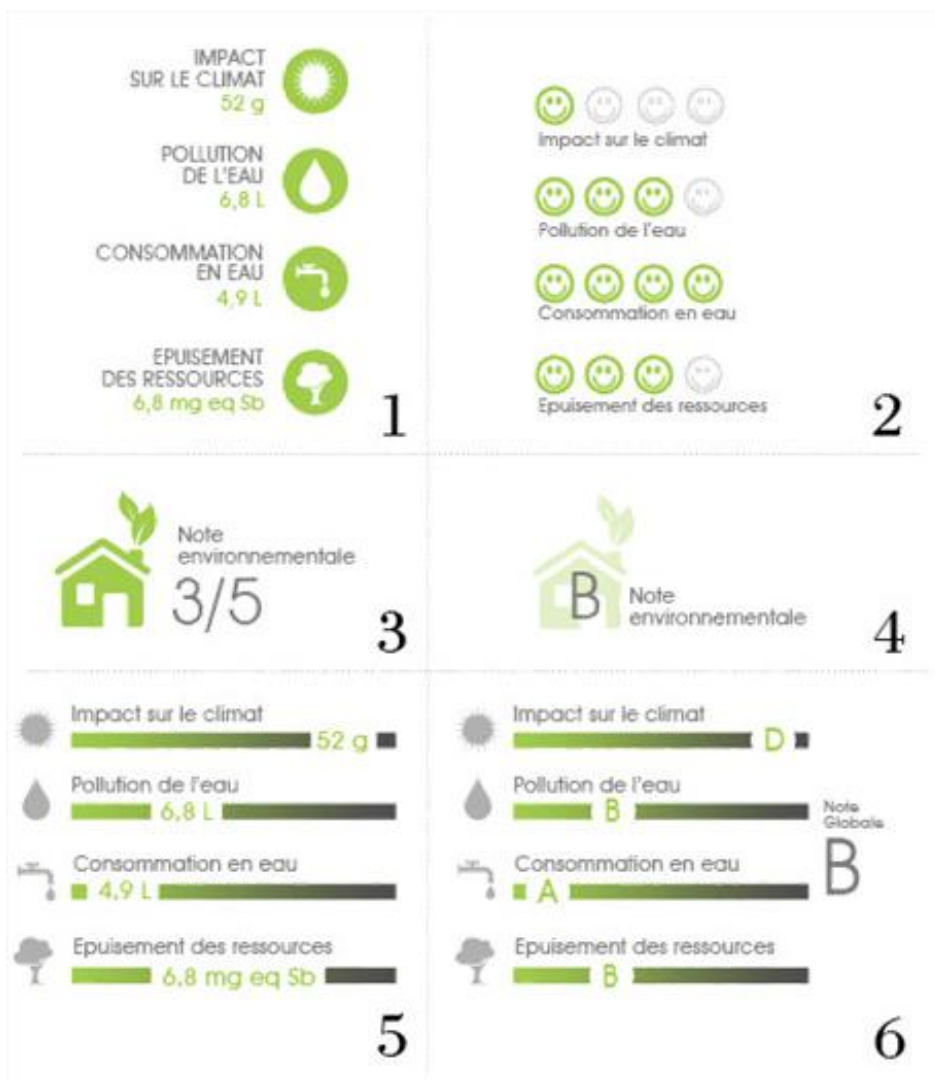 IMPACT
SUR LE CLIMAT
52 g
POLLUTION
DE L'EAU
6,8 L
CONSOMMATION
EN EAU
4,9 L
EPUISEMENT
DES RESSOURCES
6,8 mg eq Sb
1
Impact sur le climat
Pollution de l'eau
Consommation en eau
Epuisement des ressources
2
Note
environnementale
3/5
3
B
Note
environnementale
4
Impact sur le climat
52 g
Pollution de l'eau
6,8 L
Consommation en eau
4,9 L
Epuisement des ressources
6,8 mg eq Sb
5
Impact sur le climat
D
Pollution de l'eau
B
Consommation en eau
A
Epuisement des ressources
B
Note
Globale
B
6